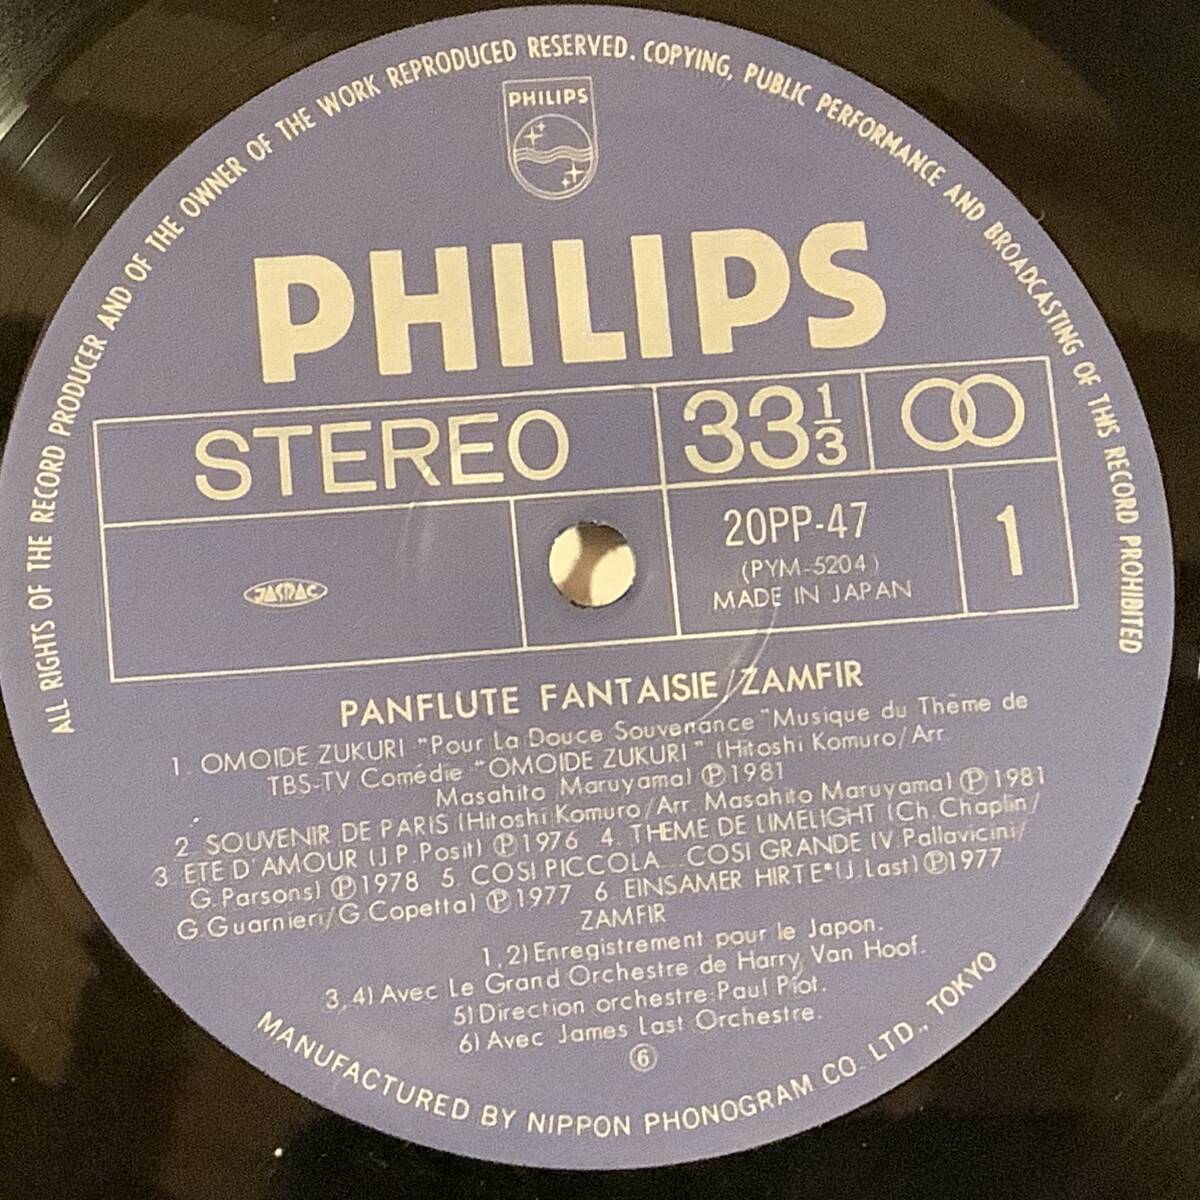 ALL RIGHTS OF THE RECORD PRODUCER AND OF THE OWNER OF THE WORK REPRODUCED RESERVED. COPYING, PUBLIC PERFORMANCE AND BROADCASTING OF THIS RECORD PROHIBITED
PHILIPS
PHILIPS
STEREO
33 1/3
20PP-47
(PYM-5204)
MADE IN JAPAN
1
JASRAC
PANFLUTE FANTAISIE/ZAMFIR
1. OMOIDE ZUKURI "Pour La Douce Souvenance "Musique du Thême de
TBS-TV Comédie "OMOIDE ZUKURI" (Hitoshi Komuro/Arr.
Masahito Maruyama) ℗1981
2. SOUVENIR DE PARIS (Hitoshi Komuro/Arr. Masahito Maruyama) ℗1981
3. ETE D'AMOUR (J.P. Posit) ℗1976 4. THEME DE LIMELIGHT (Ch. Chaplin/
G. Parsons) ℗1978 5. COSI PICCOLA COSI GRANDE (V. Pallavicini/
G. Guarnieri/G. Copetta) ℗1977 6. EINSAMER HIRTE*(J. Last) ℗1977
ZAMFIR
1,2) Enregistrement pour le Japon.
3,4) Avec Le Grand Orchestre de Harry Van Hoof.
5) Direction orchestre: Paul Piot.
6) Avec James Last Orchestre.
⑥
MANUFACTURED BY NIPPON PHONOGRAM CO. LTD., TOKYO